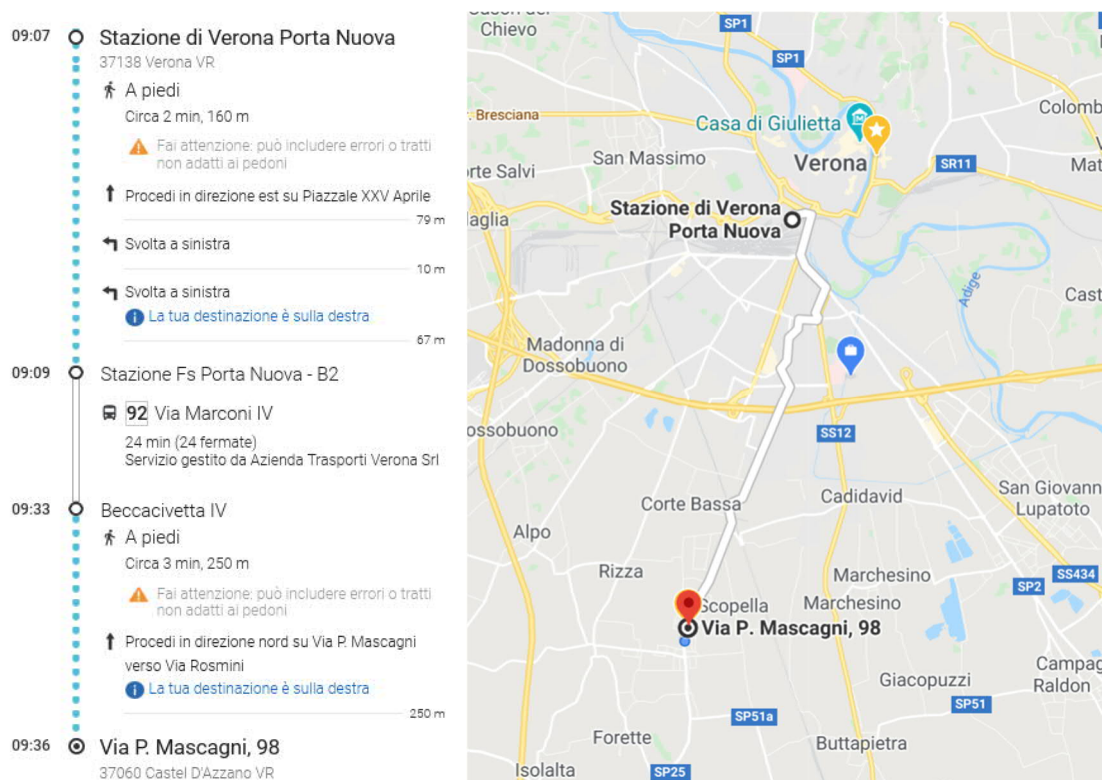 09:07
Stazione di Verona Porta Nuova
37138 Verona VR
A piedi
Circa 2 min, 160 m
Fai attenzione: può includere errori o tratti
non adatti ai pedoni
Procedi in direzione est su Piazzale XXV Aprile
79 m
Svolta a sinistra
10 m
Svolta a sinistra
La tua destinazione è sulla destra
67 m
09:09
Stazione Fs Porta Nuova - B2
92 Via Marconi IV
24 min (24 fermate)
Servizio gestito da Azienda Trasporti Verona Srl
09:33
Beccacivetta IV
A piedi
Circa 3 min, 250 m
Fai attenzione: può includere errori o tratti
non adatti ai pedoni
Procedi in direzione nord su Via P. Mascagni
verso Via Rosmini
La tua destinazione è sulla destra
250 m
09:36
Via P. Mascagni, 98
37060 Castel D'Azzano VR
Chievo
SP1
SP1
Bresciana
Casa di Giulietta
Colomb
San Massimo
Verona
SR11
Mat
rte Salvi
Stazione di Verona
Porta Nuova
aglia
Adige
Cast
Madonna di
Dossobuono
ossobuono
SS12
Corte Bassa
Cadidavid
San Giovann
Lupatoto
Alpo
Rizza
Marchesino
SS434
SP2
Scopella
Marchesino
Via P. Mascagni, 98
Campag
Raldon
Giacopuzzi
SP51
SP51a
Forette
Buttapietra
Isolalta
SP25